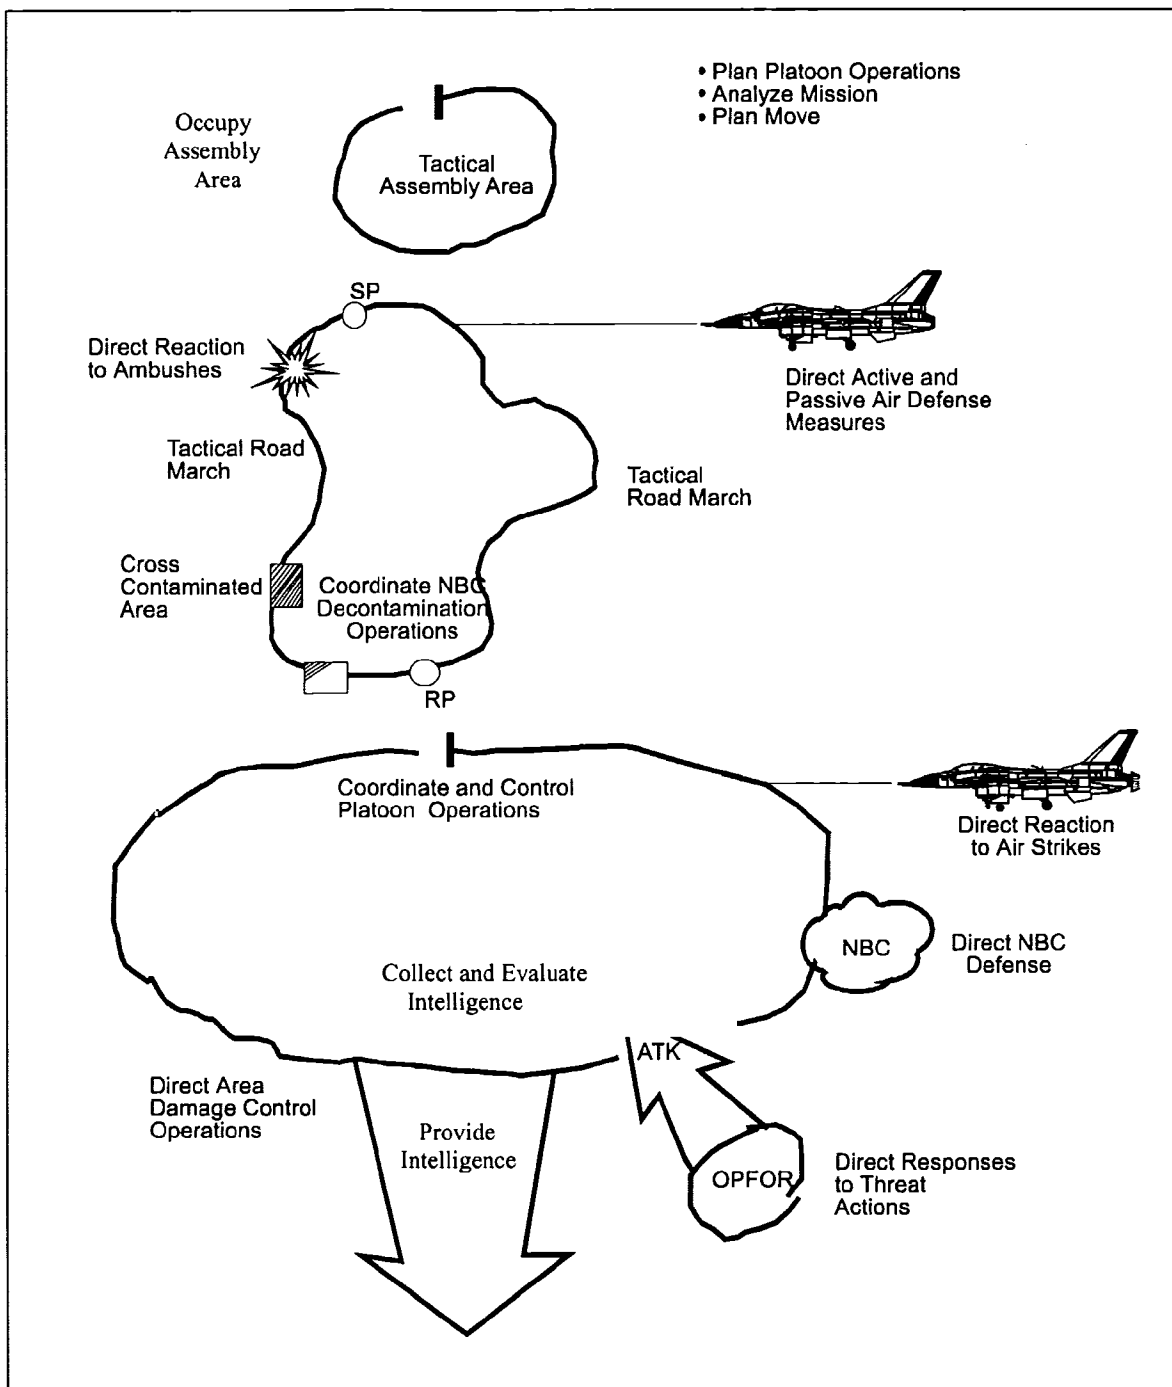 • Plan Platoon Operations
• Analyze Mission
• Plan Move
Occupy
Assembly
Area
Tactical
Assembly Area
SP
Direct Reaction
to Ambushes
Direct Active and
Passive Air Defense
Measures
Tactical Road
March
Tactical
Road March
Cross
Contaminated
Area
Coordinate NBC
Decontamination
Operations
RP
Coordinate and Control
Platoon Operations
Direct Reaction
to Air Strikes
NBC
Direct NBC
Defense
Collect and Evaluate
Intelligence
ATK
Direct Area
Damage Control
Operations
Provide
Intelligence
OPFOR
Direct Responses
to Threat
Actions